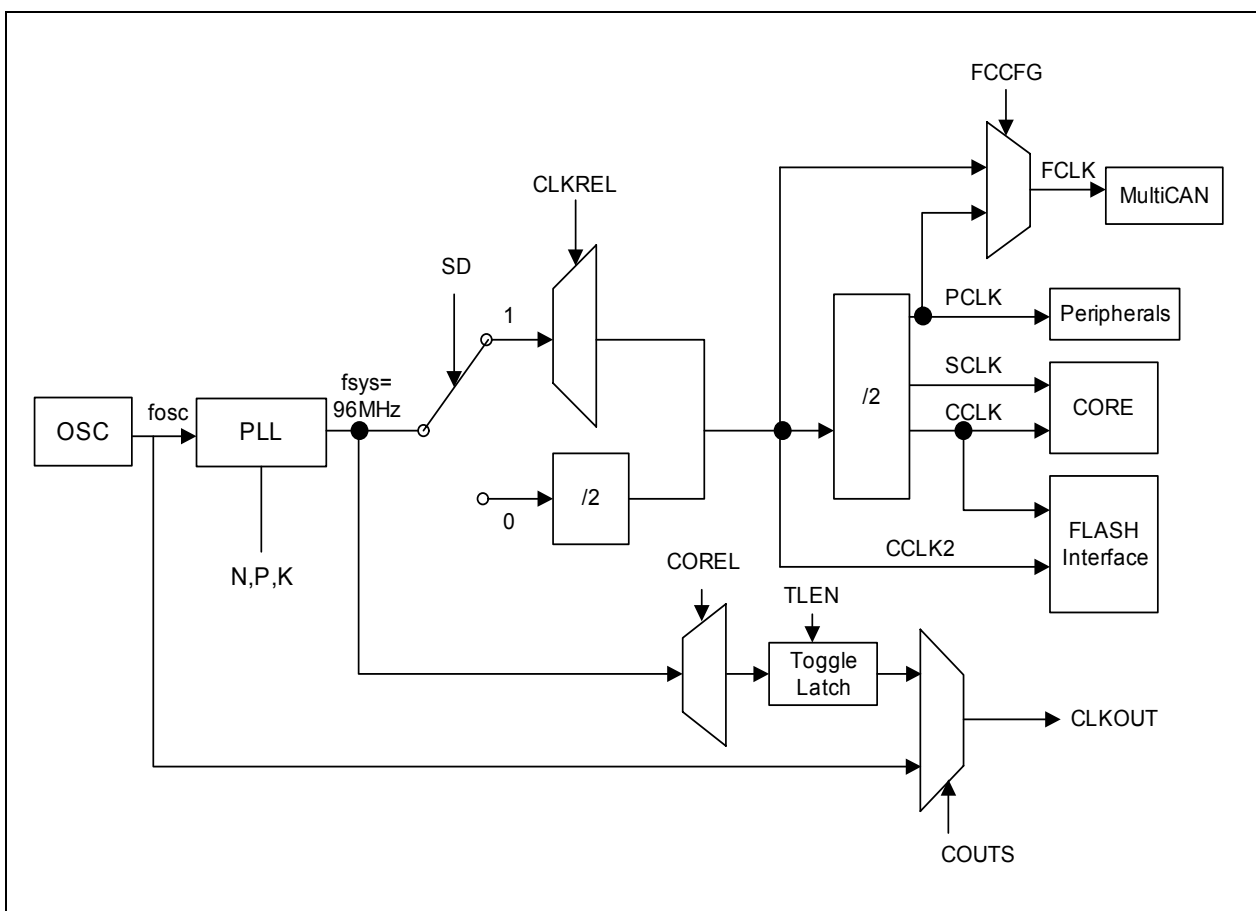 FCCFG
FCLK
MultiCAN
CLKREL
SD
1
PCLK
Peripherals
/2
SCLK
CCLK
CORE
fsys=
96MHz
fosc
OSC
PLL
/2
0
CCLK2
FLASH
Interface
N,P,K
COREL
TLEN
Toggle
Latch
CLKOUT
COUTS